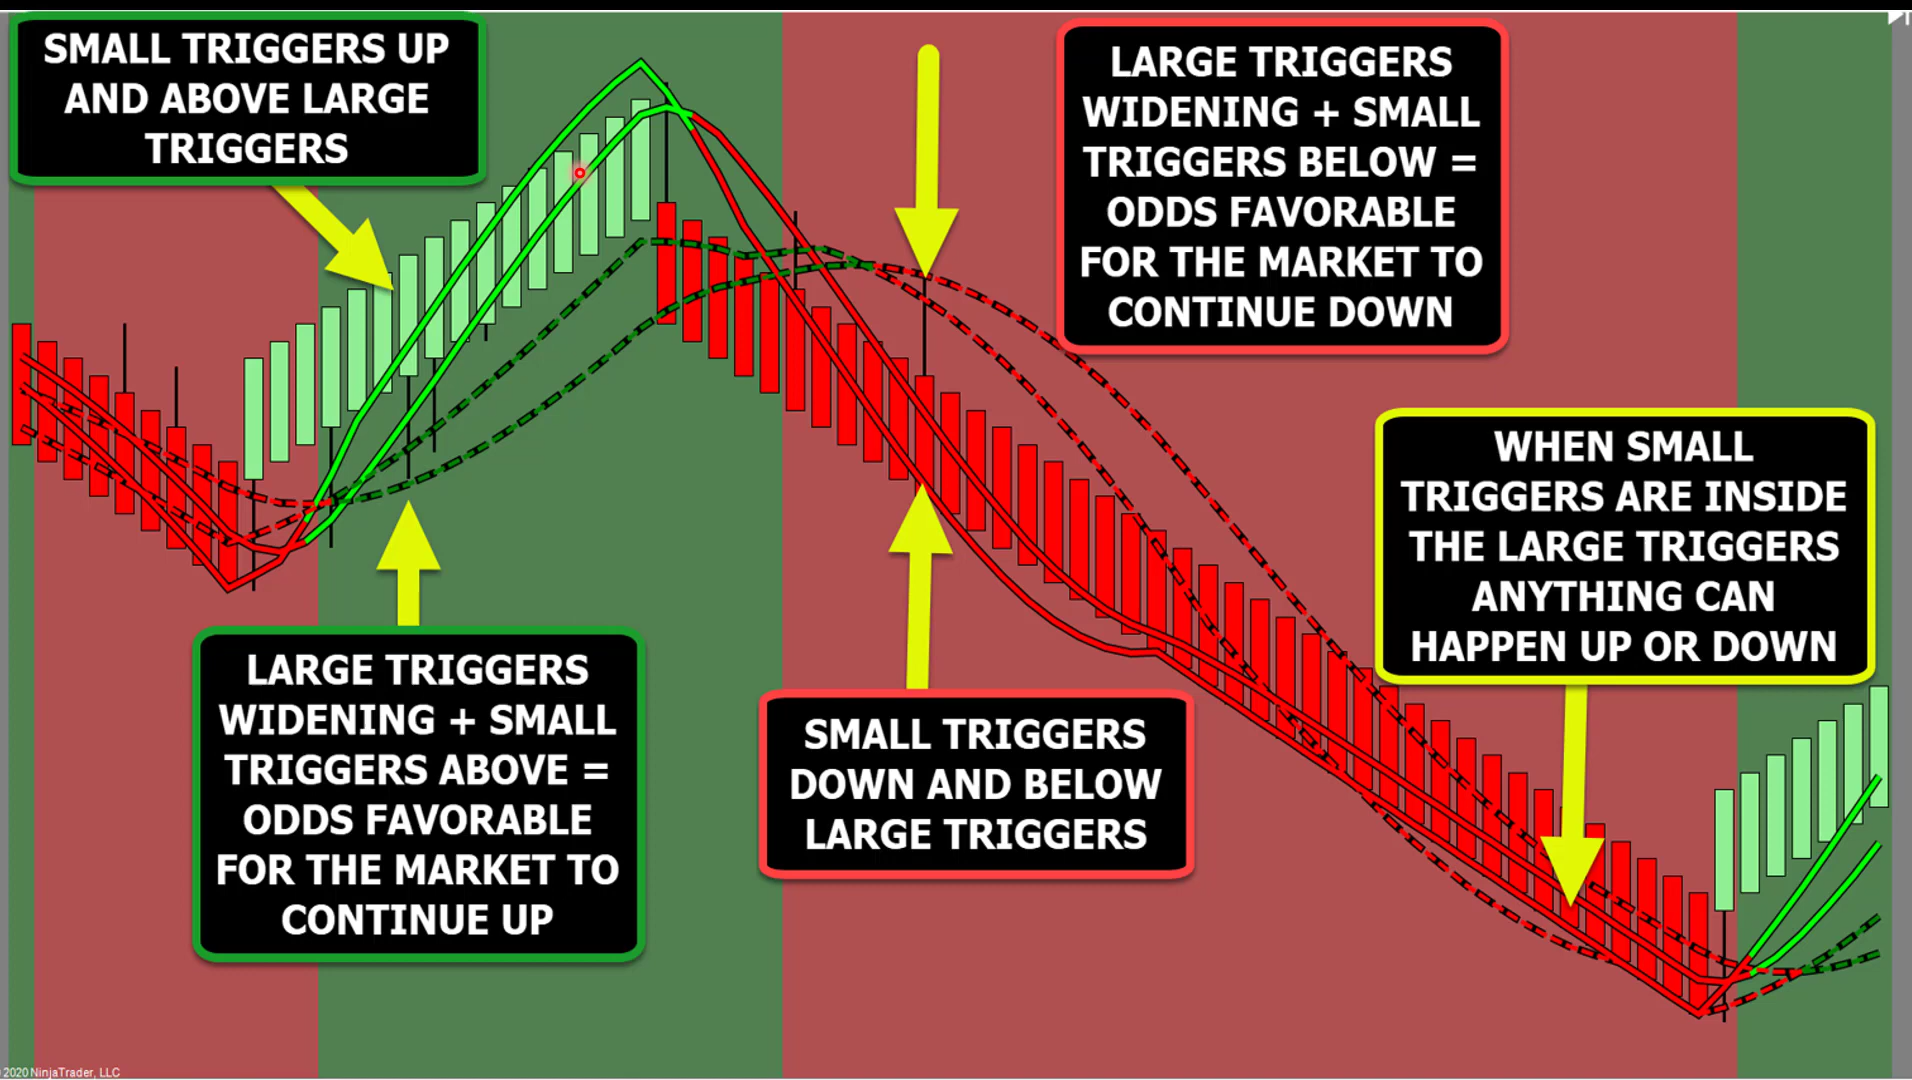 SMALL TRIGGERS UP
AND ABOVE LARGE
TRIGGERS
LARGE TRIGGERS
WIDENING + SMALL
TRIGGERS BELOW =
ODDS FAVORABLE
FOR THE MARKET TO
CONTINUE DOWN
WHEN SMALL
TRIGGERS ARE INSIDE
THE LARGE TRIGGERS
ANYTHING CAN
HAPPEN UP OR DOWN
LARGE TRIGGERS
WIDENING + SMALL
TRIGGERS ABOVE =
ODDS FAVORABLE
FOR THE MARKET TO
CONTINUE UP
SMALL TRIGGERS
DOWN AND BELOW
LARGE TRIGGERS
2020 NinjaTrader, LLC